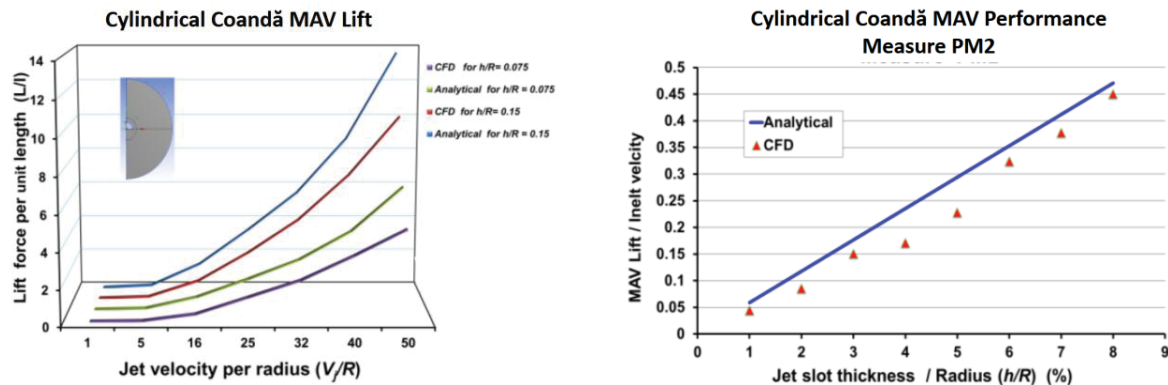 Cylindrical Coandă MAV Lift
Lift force per unit length (L/l)
14
12
10
8
6
4
2
0
CFD for h/R= 0.075
Analytical for h/R = 0.075
CFD for h/R= 0.15
Analytical for h/R = 0.15
1 5 16 25 32 40 50
Jet velocity per radius (Vj/R)
Cylindrical Coandă MAV Performance
Measure PM2
MAV Lift / Inelt velcity
0.5
0.45
0.4
0.35
0.3
0.25
0.2
0.15
0.1
0.05
0
Analytical
CFD
0 1 2 3 4 5 6 7 8 9
Jet slot thickness / Radius (h/R) (%)